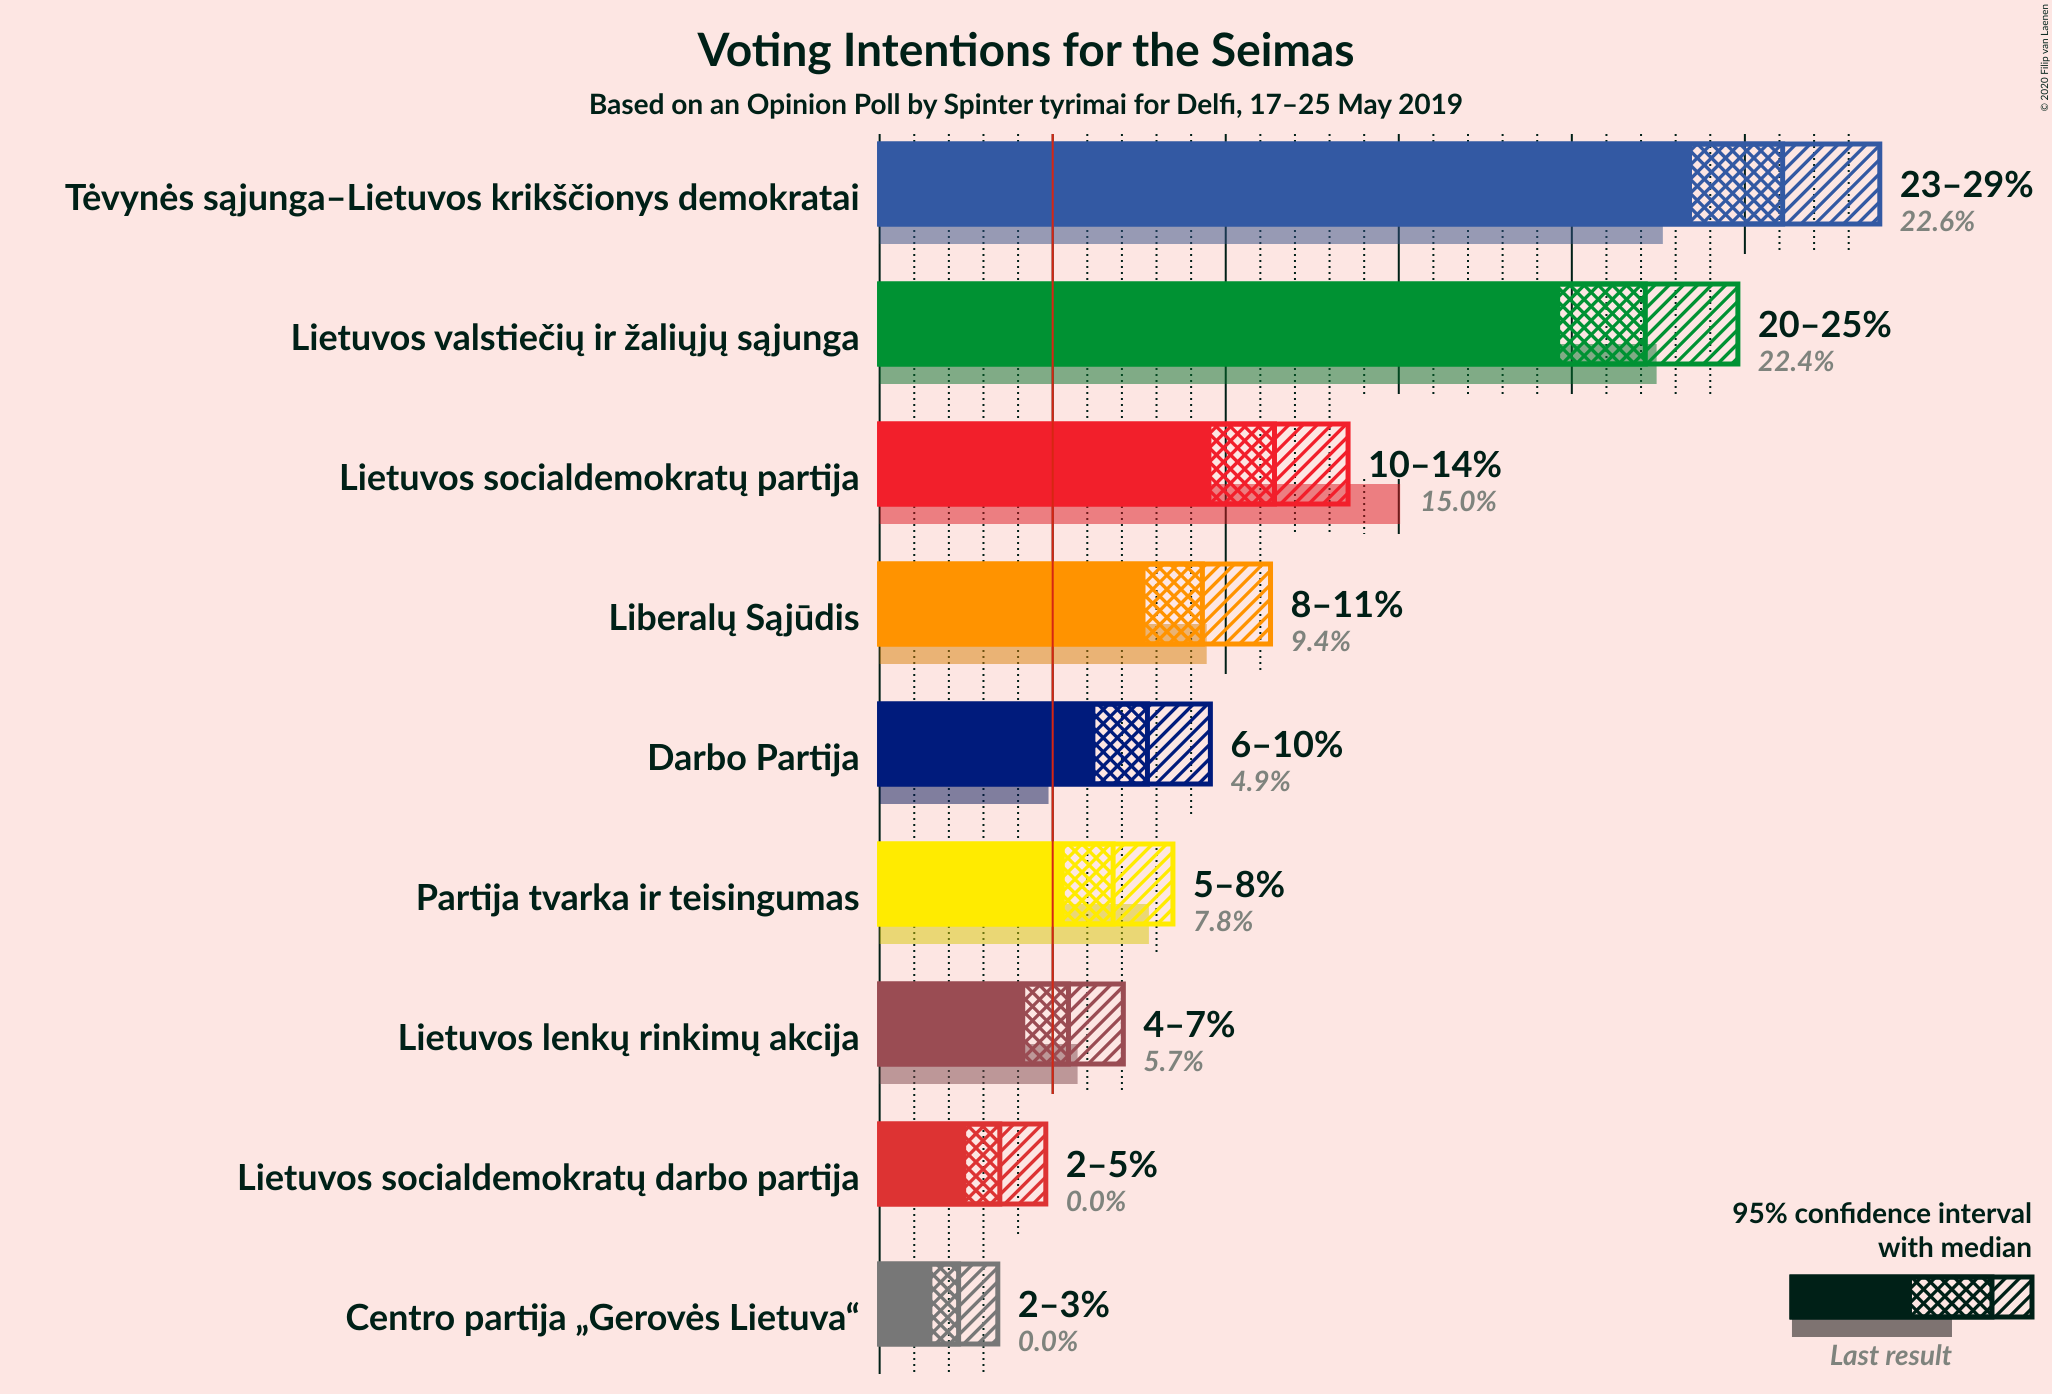 © 2020 Filip van Laenen
Voting Intentions for the Seimas
Based on an Opinion Poll by Spinter tyrimai for Delfi, 17–25 May 2019
Tėvynės sąjunga–Lietuvos krikščionys demokratai
23–29%
22.6%
Lietuvos valstiečių ir žaliųjų sąjunga
20–25%
22.4%
Lietuvos socialdemokratų partija
10–14%
15.0%
Liberalų Sąjūdis
8–11%
9.4%
Darbo Partija
6–10%
4.9%
Partija tvarka ir teisingumas
5–8%
7.8%
Lietuvos lenkų rinkimų akcija
4–7%
5.7%
Lietuvos socialdemokratų darbo partija
2–5%
0.0%
Centro partija „Gerovės Lietuva“
2–3%
0.0%
95% confidence interval
with median
Last result